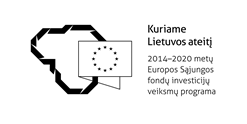 Kuriame
Lietuvos ateitį
2014–2020 metų
Europos Sąjungos
fondų investicijų
veiksmų programa